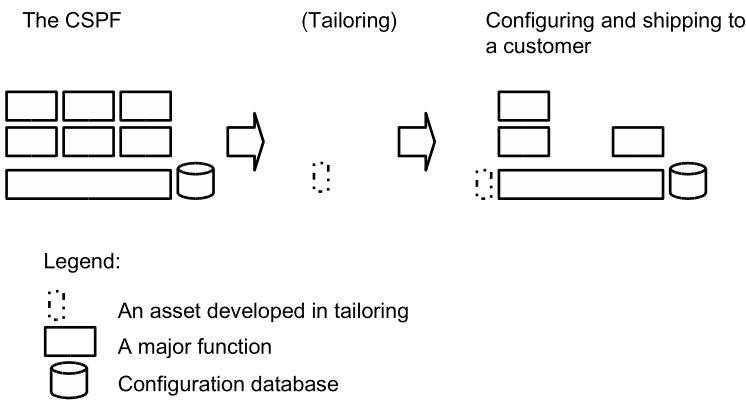 The CSPF
(Tailoring)
Configuring and shipping to
a customer
Legend:
An asset developed in tailoring
A major function
Configuration database